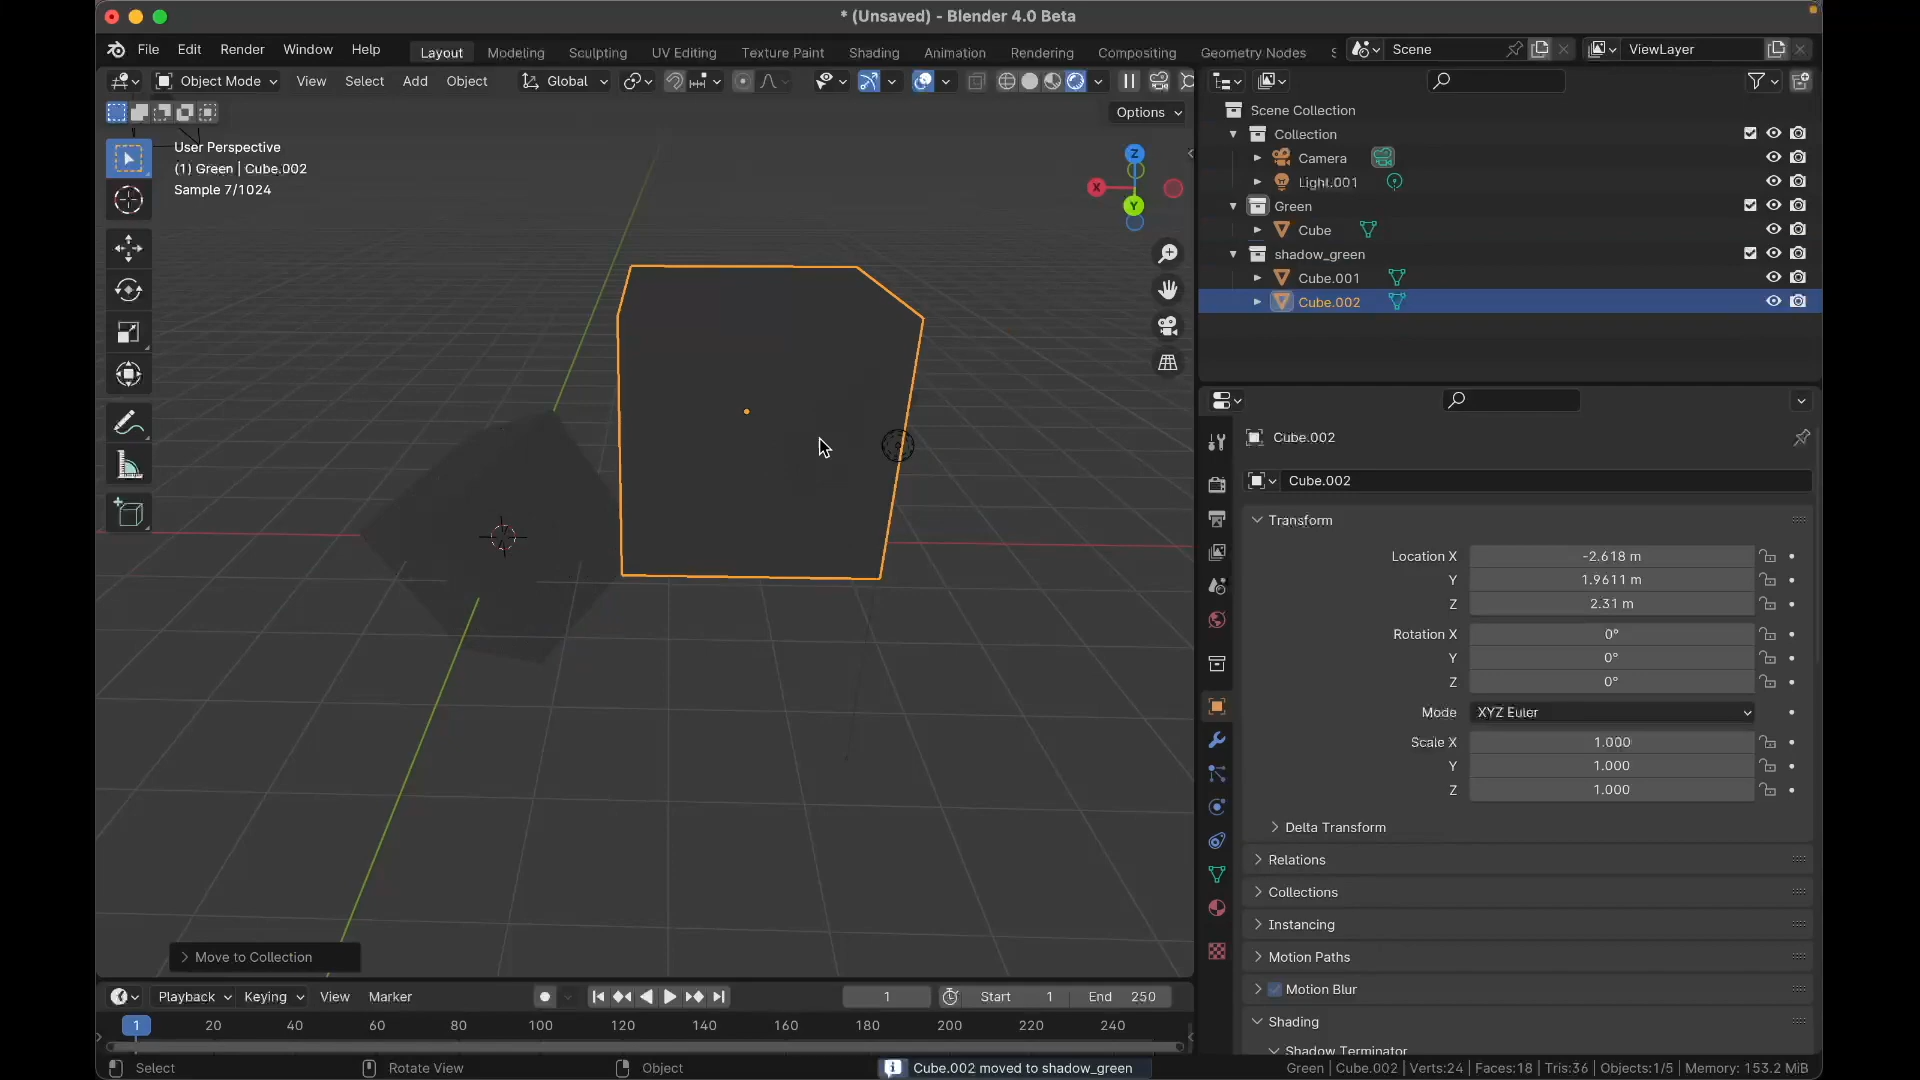 * (Unsaved) - Blender 4.0 Beta
File Edit Render Window Help Layout Modeling Sculpting UV Editing Texture Paint Shading Animation Rendering Compositing Geometry Nodes Scene ViewLayer
Object Mode View Select Add Object Global
Options
User Perspective
(1) Green | Cube.002
Sample 7/1024
Z
X
Y
Scene Collection
Collection
Camera
Light.001
Green
Cube
shadow_green
Cube.001
Cube.002
Cube.002
Cube.002
Transform
Location X -2.618 m
Y 1.9611 m
Z 2.31 m
Rotation X 0°
Y 0°
Z 0°
Mode XYZ Euler
Scale X 1.000
Y 1.000
Z 1.000
Delta Transform
Relations
Collections
Instancing
Motion Paths
Motion Blur
Shading
Shadow Terminator
Move to Collection
Playback Keying View Marker 1 Start 1 End 250
1 20 40 60 80 100 120 140 160 180 200 220 240
Select Rotate View Object Cube.002 moved to shadow_green Green | Cube.002 | Verts:24 | Faces:18 | Tris:36 | Objects:1/5 | Memory: 153.2 MiB